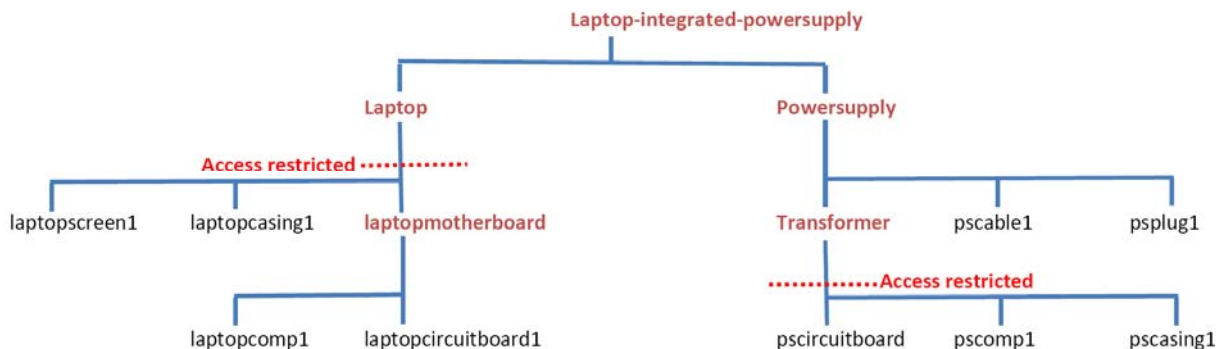 Laptop-integrated-powersupply
Laptop
Powersupply
Access restricted
laptopscreen1
laptopcasing1
laptopmotherboard
Transformer
pscable1
psplug1
Access restricted
laptopcomp1
laptopcircuitboard1
pscircuitboard
pscomp1
pscasing1